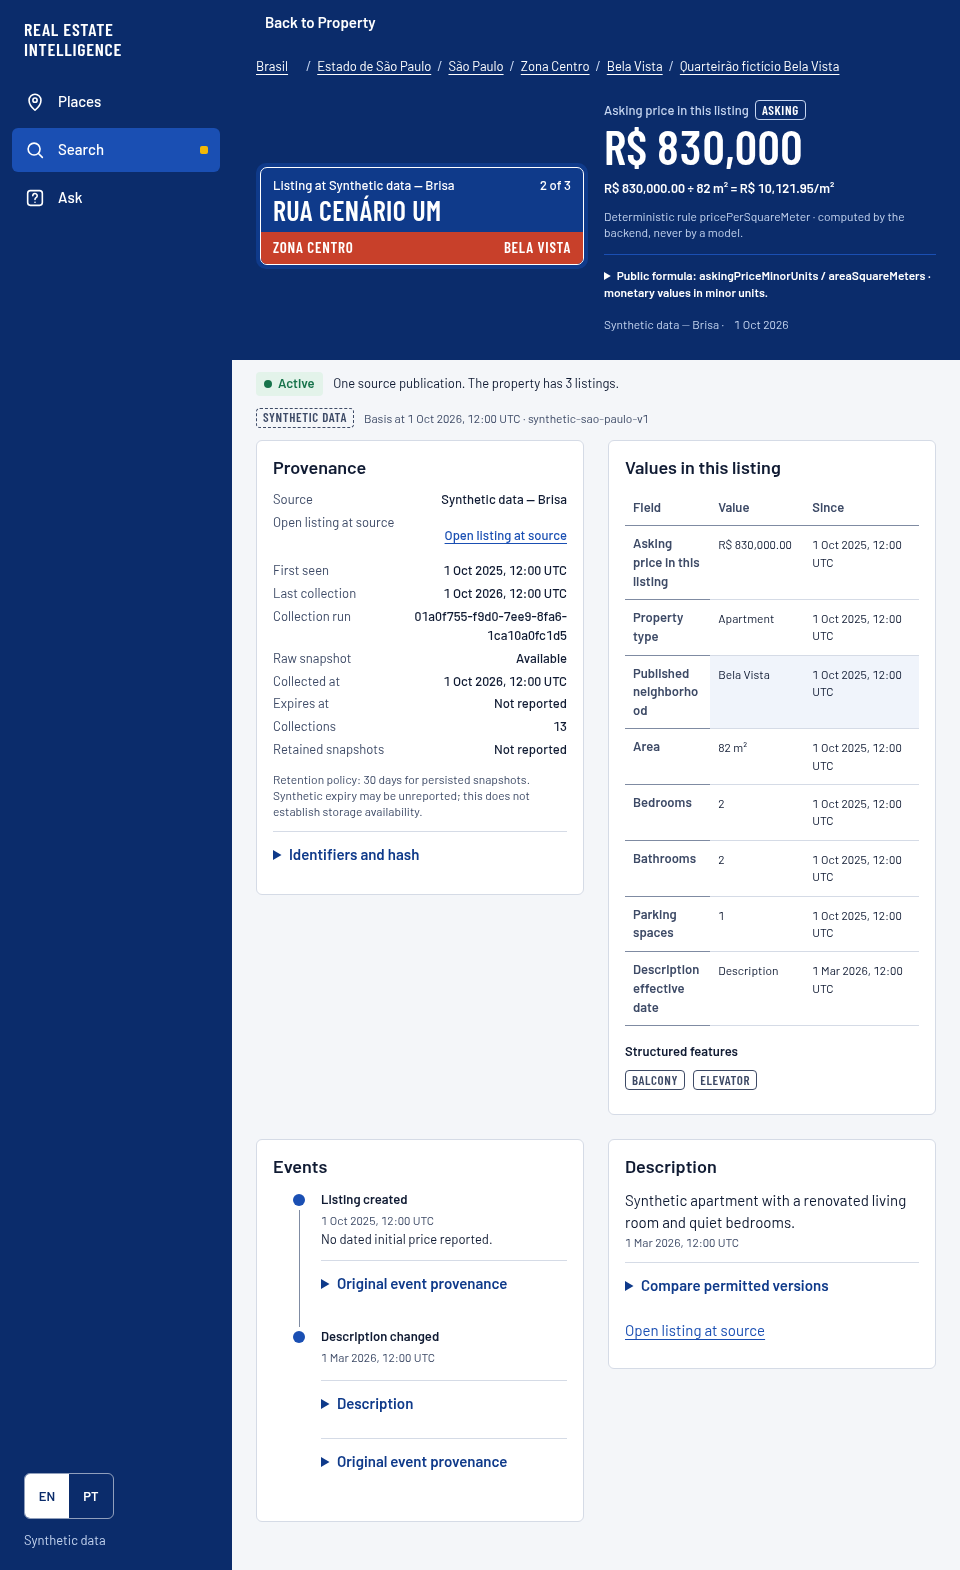 REAL ESTATE
INTELLIGENCE
Places
Search
Ask
EN PT
Synthetic data
Back to Property
Brasil / Estado de São Paulo / São Paulo / Zona Centro / Bela Vista / Quarteirão fictício Bela Vista
Listing at Synthetic data — Brisa 2 of 3
RUA CENÁRIO UM
ZONA CENTRO BELA VISTA
Asking price in this listing ASKING
R$ 830,000
R$ 830,000.00 ÷ 82 m² = R$ 10,121.95/m²
Deterministic rule pricePerSquareMeter · computed by the
backend, never by a model.
Public formula: askingPriceMinorUnits / areaSquareMeters ·
monetary values in minor units.
Synthetic data — Brisa · 1 Oct 2026
Active One source publication. The property has 3 listings.
SYNTHETIC DATA Basis at 1 Oct 2026, 12:00 UTC · synthetic-sao-paulo-v1
Provenance
Source Synthetic data — Brisa
Open listing at source
Open listing at source
First seen 1 Oct 2025, 12:00 UTC
Last collection 1 Oct 2026, 12:00 UTC
Collection run 01a0f755-f9d0-7ee9-8fa6-
1ca10a0fc1d5
Raw snapshot Available
Collected at 1 Oct 2026, 12:00 UTC
Expires at Not reported
Collections 13
Retained snapshots Not reported
Retention policy: 30 days for persisted snapshots.
Synthetic expiry may be unreported; this does not
establish storage availability.
Identifiers and hash
Values in this listing
Field Value Since
Asking R$ 830,000.00 1 Oct 2025, 12:00
price in this UTC
listing
Property Apartment 1 Oct 2025, 12:00
type UTC
Published Bela Vista 1 Oct 2025, 12:00
neighborho UTC
od
Area 82 m² 1 Oct 2025, 12:00
UTC
Bedrooms 2 1 Oct 2025, 12:00
UTC
Bathrooms 2 1 Oct 2025, 12:00
UTC
Parking 1 1 Oct 2025, 12:00
spaces UTC
Description Description 1 Mar 2026, 12:00
effective UTC
date
Structured features
BALCONY ELEVATOR
Events
Listing created
1 Oct 2025, 12:00 UTC
No dated initial price reported.
Original event provenance
Description changed
1 Mar 2026, 12:00 UTC
Description
Original event provenance
Description
Synthetic apartment with a renovated living
room and quiet bedrooms.
1 Mar 2026, 12:00 UTC
Compare permitted versions
Open listing at source